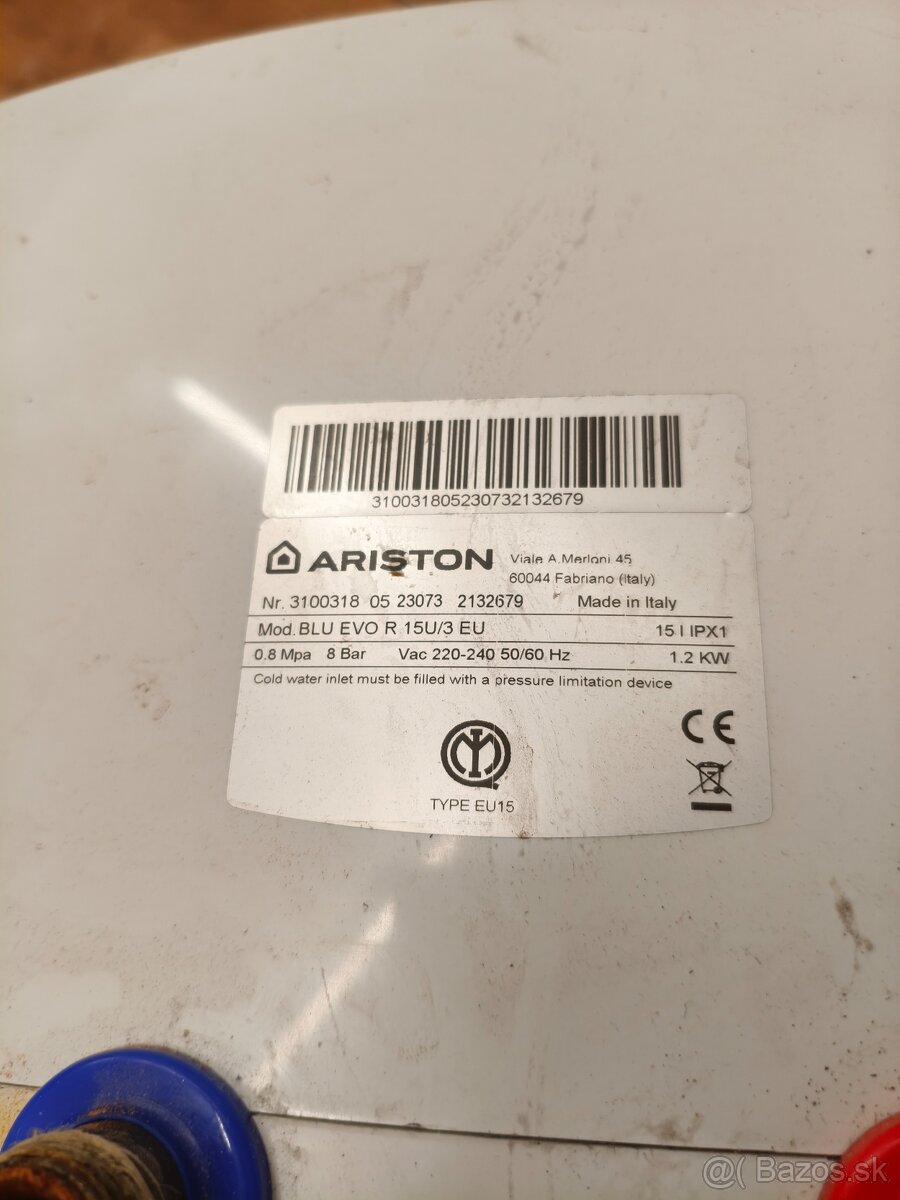 310031805230732132679
ARISTON
Viale A.Merloni 45
60044 Fabriano (Italy)
Nr. 3100318 05 23073 2132679 Made in Italy
Mod. BLU EVO R 15U/3 EU 15 l IPX1
0.8 Mpa 8 Bar Vac 220-240 50/60 Hz 1.2 KW
Cold water inlet must be filled with a pressure limitation device
CE
IMQ
TYPE EU15
@( Bazos.sk